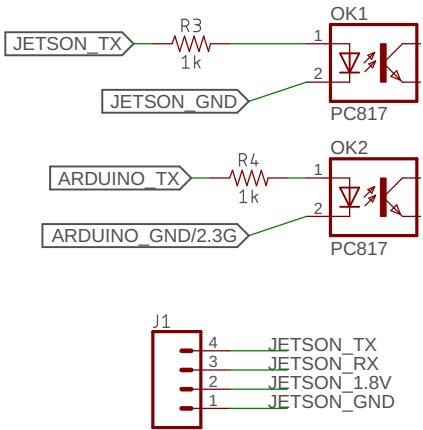 OK1
R3
JETSON_TX
1
1k
2
JETSON_GND
PC817
OK2
R4
1
ARDUINO_TX
1k
2
ARDUINO_GND/2.3G
PC817
J1
4 JETSON_TX
3 JETSON_RX
2 JETSON_1.8V
1 JETSON_GND